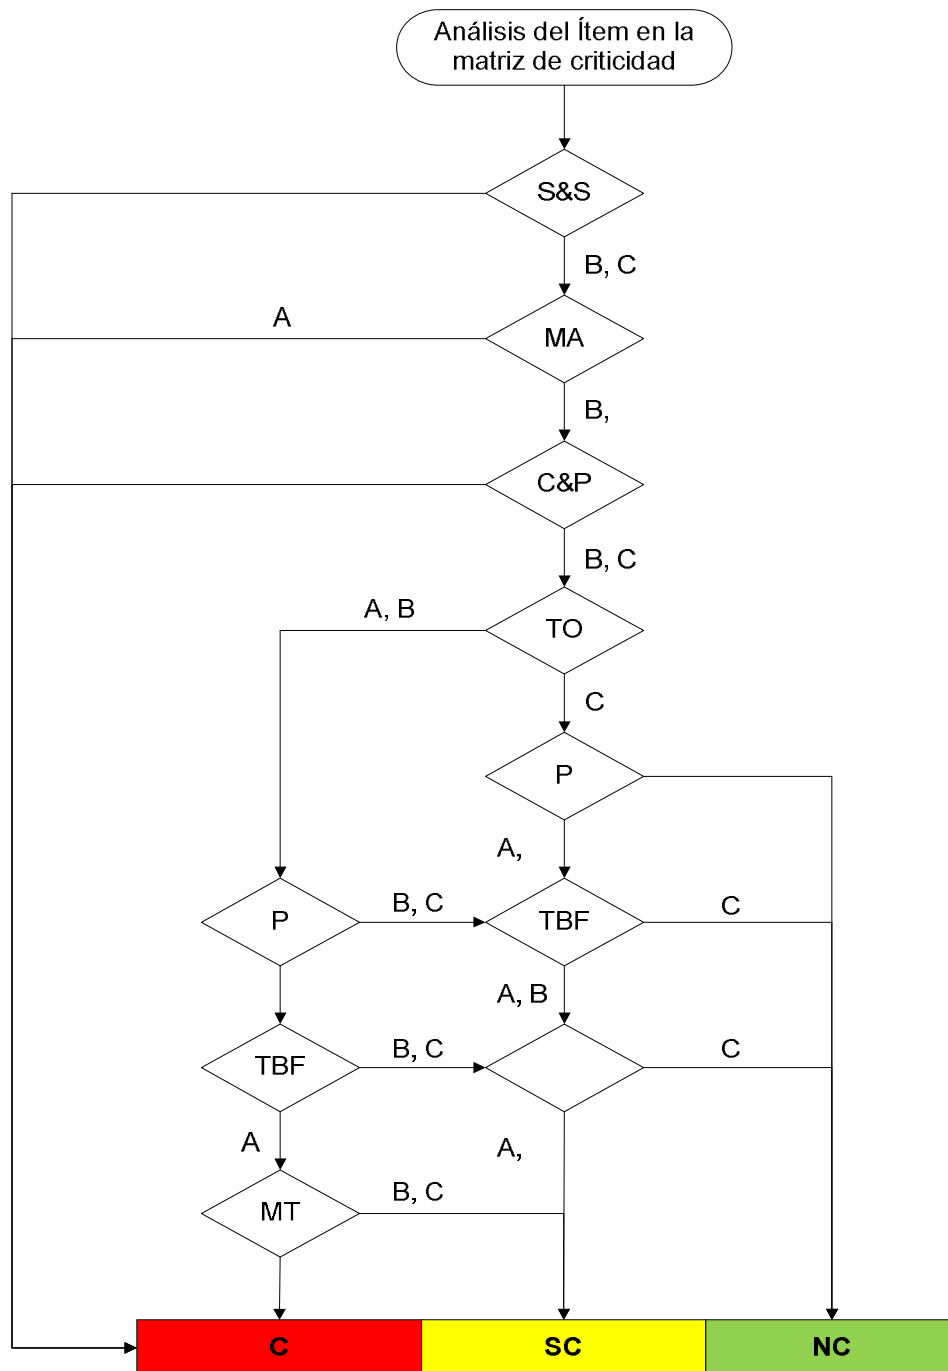 Análisis del Ítem en la
matriz de criticidad
S&S
B, C
A
MA
B,
C&P
B, C
A, B
TO
C
P
A,
P
B, C
TBF
C
A, B
TBF
B, C
C
A
A,
MT
B, C
C
SC
NC